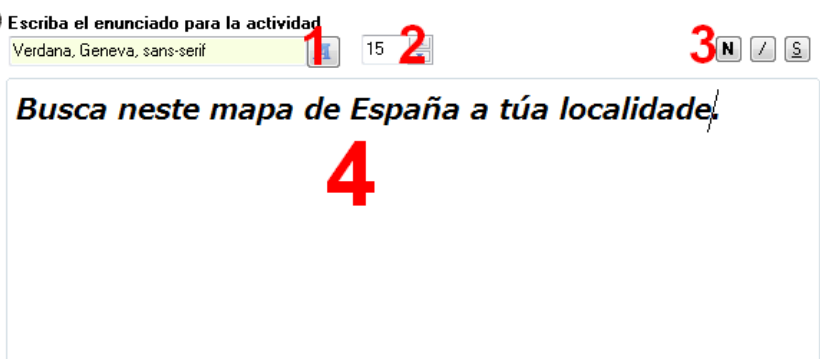 Escriba el enunciado para la actividad
Verdana, Geneva, sans-serif 1 15 2 3 N / S
Busca neste mapa de España a túa localidade.
4